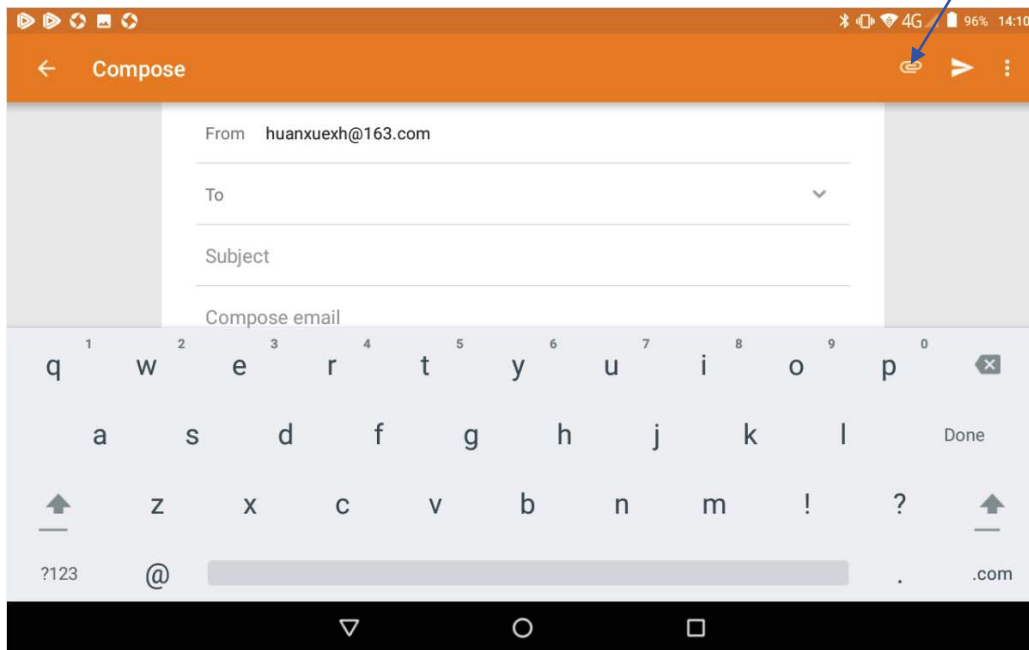 4G 96% 14:10
Compose
From huanxuexh@163.com
To
Subject
Compose email
1 2 3 4 5 6 7 8 9 0
q w e r t y u i o p
a s d f g h j k l Done
z x c v b n m ! ?
?123 @ . .com